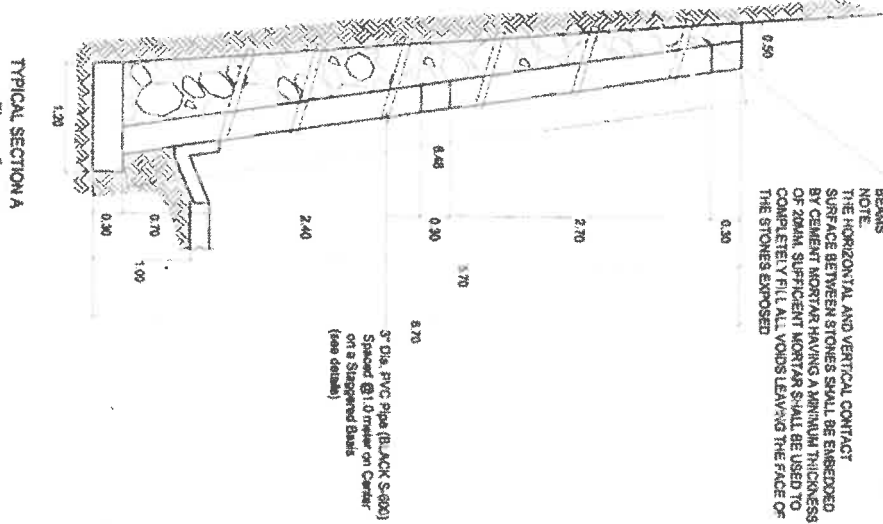 BEAMS
NOTE:
THE HORIZONTAL AND VERTICAL CONTACT
SURFACE BETWEEN STONES SHALL BE EMBEDDED
BY CEMENT MORTAR HAVING A MINIMUM THICKNESS
OF 20MM. SUFFICIENT MORTAR SHALL BE USED TO
COMPLETELY FILL ALL VOIDS LEAVING THE FACE OF
THE STONES EXPOSED
0.50
0.30
2.70
5.70
6.70
0.30
6.48
2.40
1.00
0.70
0.30
1.20
3" Dia. PVC Pipe (BLACK S-600)
Spaced @1.0 meter on Center
on a Staggered Basis
(see details)
TYPICAL SECTION A